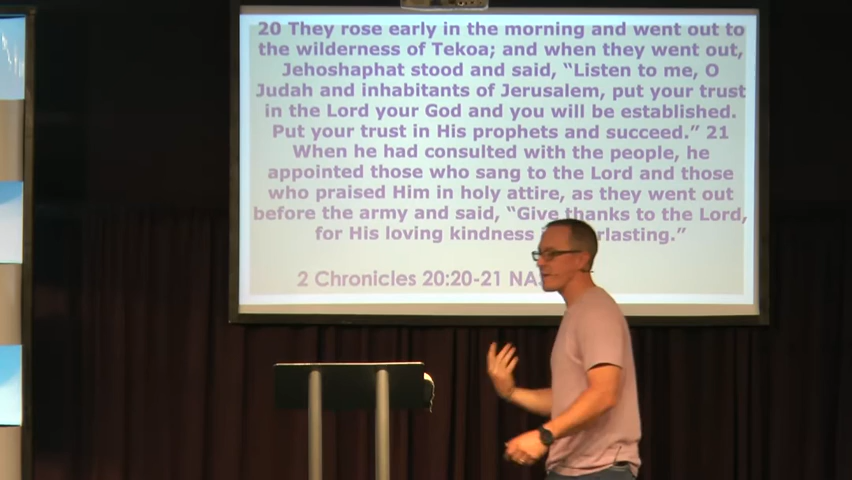 20 They rose early in the morning and went out to
the wilderness of Tekoa; and when they went out,
Jehoshaphat stood and said, “Listen to me, O
Judah and inhabitants of Jerusalem, put your trust
in the Lord your God and you will be established.
Put your trust in His prophets and succeed.” 21
When he had consulted with the people, he
appointed those who sang to the Lord and those
who praised Him in holy attire, as they went out
before the army and said, “Give thanks to the Lord,
for His loving kindness
2 Chronicles 20:20-21